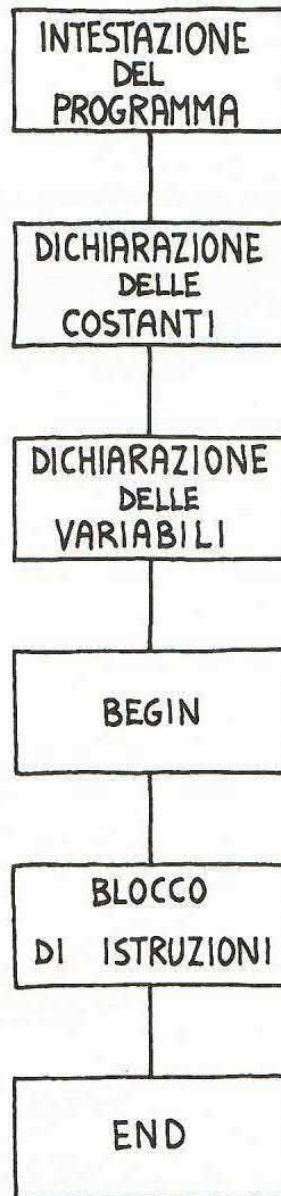 INTESTAZIONE
DEL
PROGRAMMA
DICHIARAZIONE
DELLE
COSTANTI
DICHIARAZIONE
DELLE
VARIABILI
BEGIN
BLOCCO
DI ISTRUZIONI
END